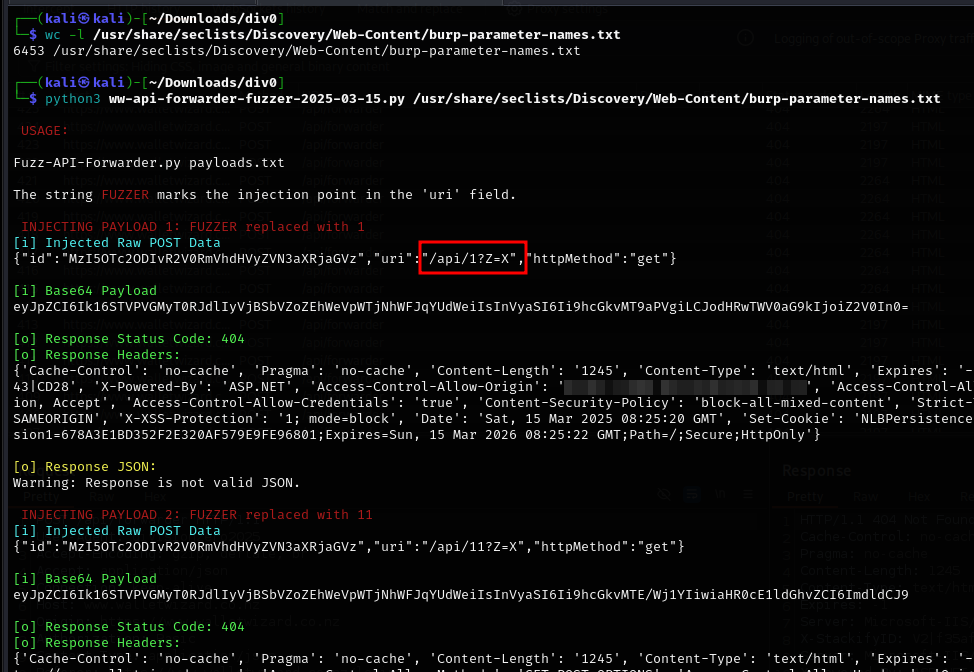 ┌──(kali㉿kali)-[~/Downloads/div0]
└─$ wc -l /usr/share/seclists/Discovery/Web-Content/burp-parameter-names.txt
6453 /usr/share/seclists/Discovery/Web-Content/burp-parameter-names.txt
┌──(kali㉿kali)-[~/Downloads/div0]
└─$ python3 ww-api-forwarder-fuzzer-2025-03-15.py /usr/share/seclists/Discovery/Web-Content/burp-parameter-names.txt
USAGE:
Fuzz-API-Forwarder.py payloads.txt
The string FUZZER marks the injection point in the 'uri' field.
INJECTING PAYLOAD 1: FUZZER replaced with 1
[i] Injected Raw POST Data
{"id":"MzI5OTc2ODIvR2V0RmVhdHVyZVN3aXRjaGVz","uri":"/api/1?Z=X","httpMethod":"get"}
[i] Base64 Payload
eyJpZCI6Ik16STVPVGMyT0RJdlIyVjBSbVZoZEhWeVpWTjNhWFJqYUdWeiIsInVyaSI6Ii9hcGkvMT9aPVgiLCJodHRwTWV0aG9kIjoiZ2V0In0=
[o] Response Status Code: 404
[o] Response Headers:
{'Cache-Control': 'no-cache', 'Pragma': 'no-cache', 'Content-Length': '1245', 'Content-Type': 'text/html', 'Expires': '-
43|CD28', 'X-Powered-By': 'ASP.NET', 'Access-Control-Allow-Origin': ' ', 'Access-Control-Al
ion, Accept', 'Access-Control-Allow-Credentials': 'true', 'Content-Security-Policy': 'block-all-mixed-content', 'Strict-
SAMEORIGIN', 'X-XSS-Protection': '1; mode=block', 'Date': 'Sat, 15 Mar 2025 08:25:20 GMT', 'Set-Cookie': 'NLBPersistence
sion1=678A3E1BD352F2E320AF579E9FE96801;Expires=Sun, 15 Mar 2026 08:25:22 GMT;Path=/;Secure;HttpOnly'}
[o] Response JSON:
Warning: Response is not valid JSON.
INJECTING PAYLOAD 2: FUZZER replaced with 11
[i] Injected Raw POST Data
{"id":"MzI5OTc2ODIvR2V0RmVhdHVyZVN3aXRjaGVz","uri":"/api/11?Z=X","httpMethod":"get"}
[i] Base64 Payload
eyJpZCI6Ik16STVPVGMyT0RJdlIyVjBSbVZoZEhWeVpWTjNhWFJqYUdWeiIsInVyaSI6Ii9hcGkvMTE/Wj1YIiwiaHR0cE1ldGhvZCI6ImdldCJ9
[o] Response Status Code: 404
[o] Response Headers:
{'Cache-Control': 'no-cache', 'Pragma': 'no-cache', 'Content-Length': '1245', 'Content-Type': 'text/html', 'Expires': '-